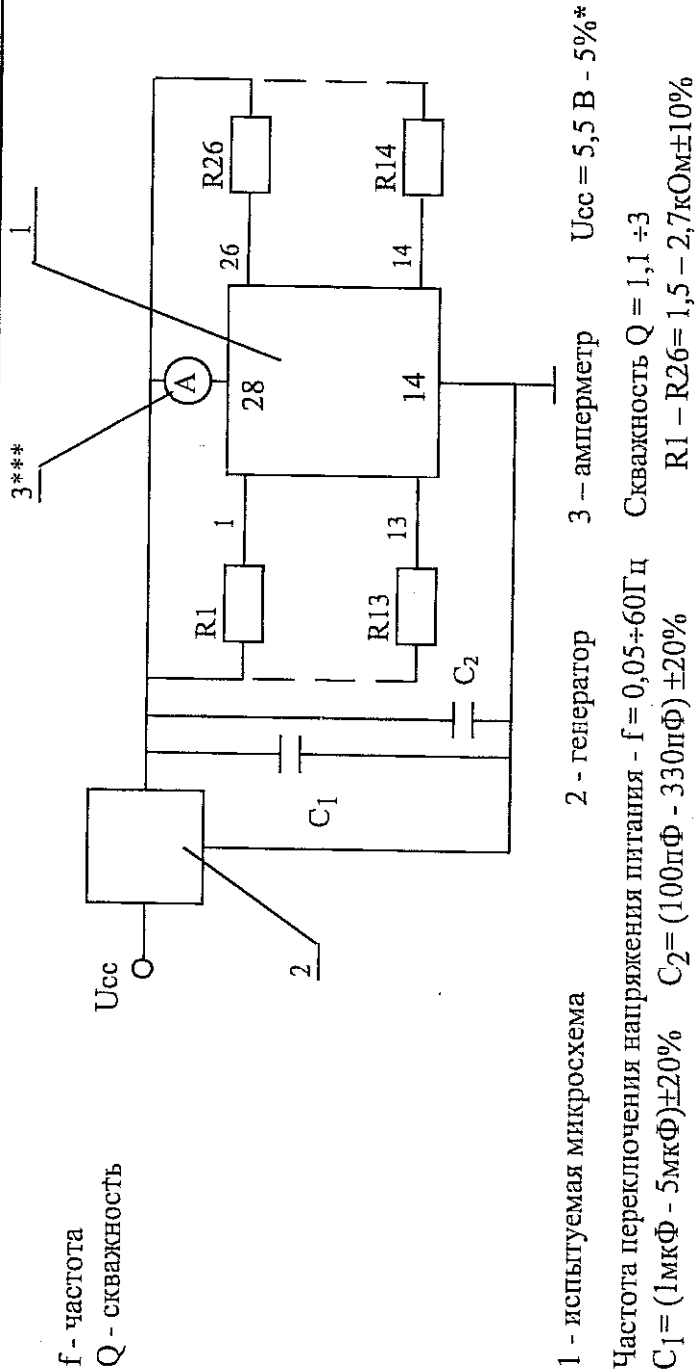 f - частота
Q - скважность
Ucc
2
C1
C2
R1
1
R13
13
3***
A
1
28
14
26
R26
14
R14
1 - испытуемая микросхема 2 - генератор 3 – амперметр Ucc = 5,5 В - 5%*
Частота переключения напряжения питания - f = 0,05÷60Гц Скважность Q = 1,1 ÷3
C1= (1мкФ - 5мкФ)±20% C2= (100пФ - 330пФ) ±20% R1 – R26= 1,5 – 2,7кОм±10%